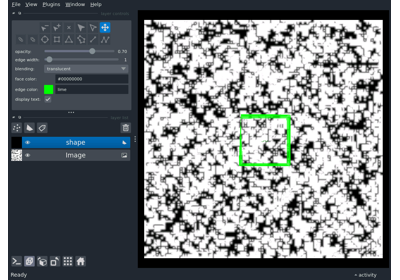 File View Plugins Window Help
opacity: 0.70
edge width: 1
blending: translucent
face color: #00000000
edge color: lime
display text: ✓
shape
Image
Ready
activity